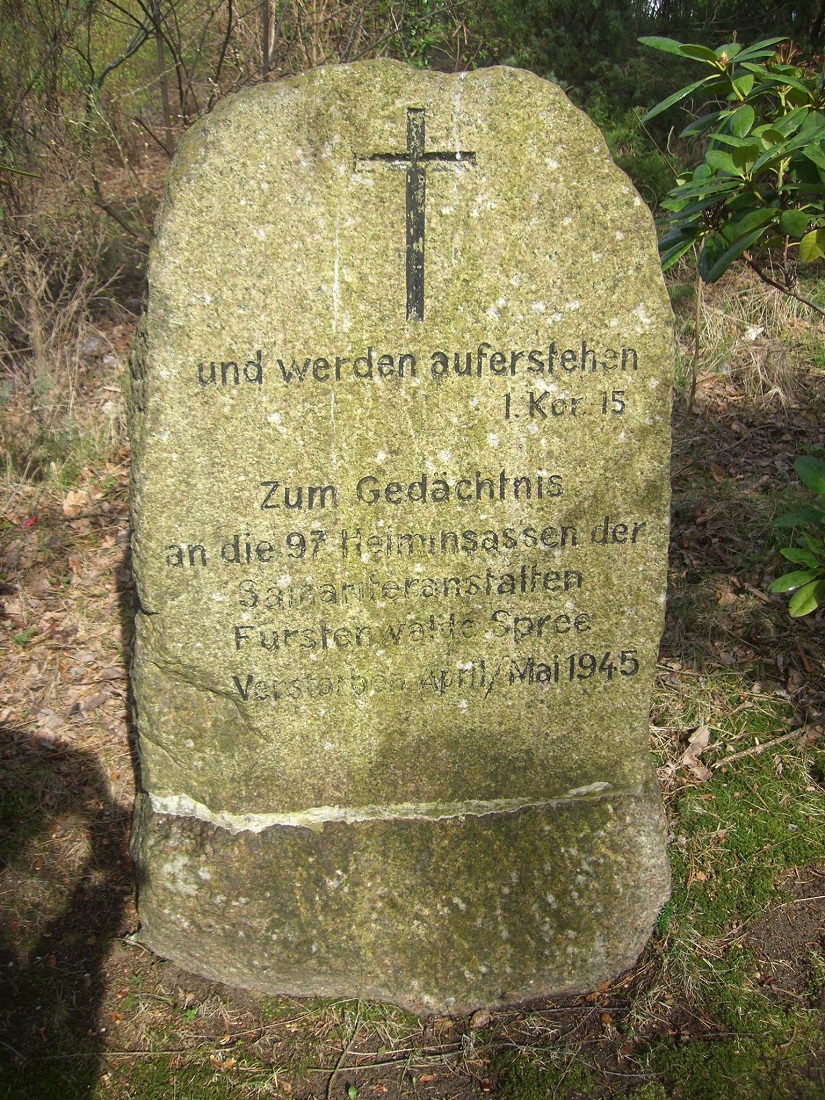 und werden auferstehen
1. Kor. 15
Zum Gedächtnis
an die 97 Heiminsassen der
Samariteranstalten
Fürstenwalde Spree
Verstorben April/Mai 1945